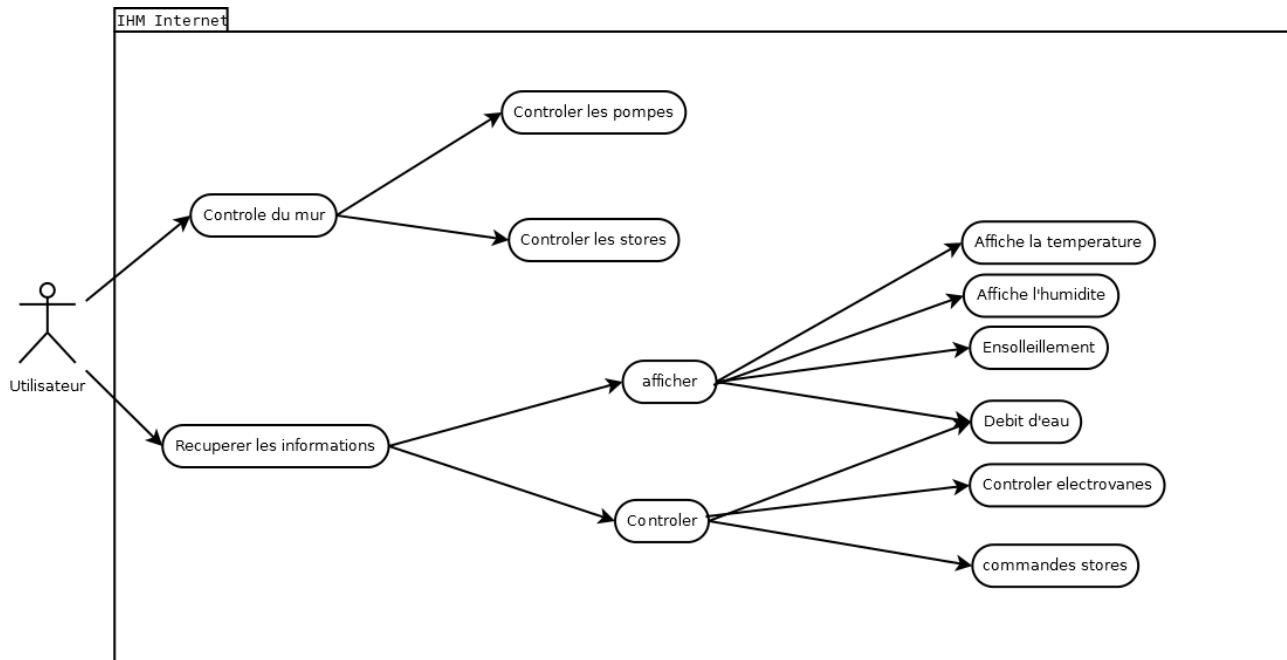 IHM Internet
Controler les pompes
Controle du mur
Controler les stores
Affiche la temperature
Affiche l'humidite
Ensolleillement
afficher
Utilisateur
Debit d'eau
Recuperer les informations
Controler electrovanes
Controler
commandes stores